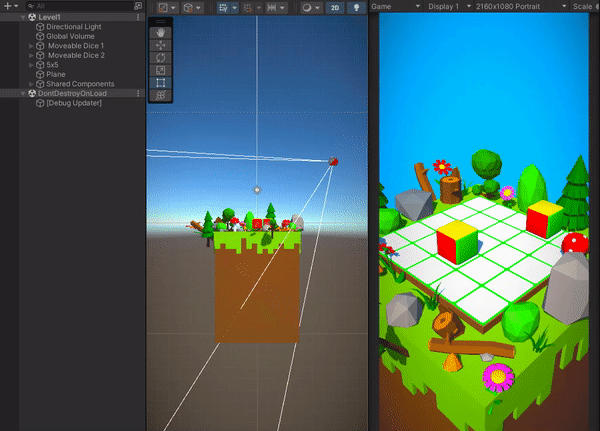 All
Level1
Directional Light
Global Volume
Moveable Dice 1
Moveable Dice 2
5x5
Plane
Shared Components
DontDestroyOnLoad
[Debug Updater]
2D
Game
Display 1
2160x1080 Portrait
Scale